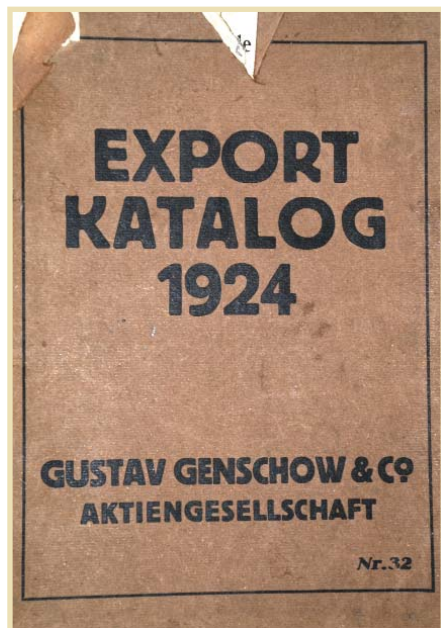 EXPORT
KATALOG
1924
GUSTAV GENSCHOW & Cº
AKTIENGESELLSCHAFT
Nr. 32